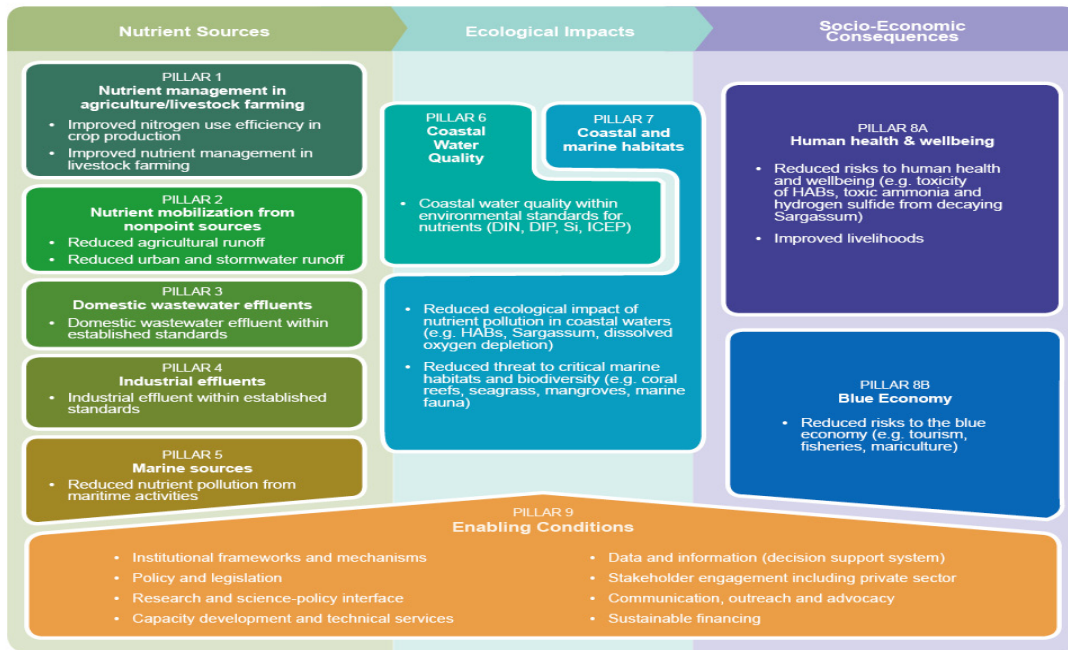 Nutrient Sources
Ecological Impacts
Socio-Economic
Consequences
PILLAR 1
Nutrient management in
agriculture/livestock farming
• Improved nitrogen use efficiency in
crop production
• Improved nutrient management in
livestock farming
PILLAR 2
Nutrient mobilization from
nonpoint sources
• Reduced agricultural runoff
• Reduced urban and stormwater runoff
PILLAR 3
Domestic wastewater effluents
• Domestic wastewater effluent within
established standards
PILLAR 4
Industrial effluents
• Industrial effluent within established
standards
PILLAR 5
Marine sources
• Reduced nutrient pollution from
maritime activities
PILLAR 6
Coastal
Water
Quality
• Coastal water quality within
environmental standards for
nutrients (DIN, DIP, Si, ICEP)
PILLAR 7
Coastal and
marine habitats
• Reduced ecological impact of
nutrient pollution in coastal waters
(e.g. HABs, Sargassum, dissolved
oxygen depletion)
• Reduced threat to critical marine
habitats and biodiversity (e.g. coral
reefs, seagrass, mangroves, marine
fauna)
PILLAR 8A
Human health & wellbeing
• Reduced risks to human health
and wellbeing (e.g. toxicity
of HABs, toxic ammonia and
hydrogen sulfide from decaying
Sargassum)
• Improved livelihoods
PILLAR 8B
Blue Economy
• Reduced risks to the blue
economy (e.g. tourism,
fisheries, mariculture)
PILLAR 9
Enabling Conditions
• Institutional frameworks and mechanisms
• Policy and legislation
• Research and science-policy interface
• Capacity development and technical services
• Data and information (decision support system)
• Stakeholder engagement including private sector
• Communication, outreach and advocacy
• Sustainable financing